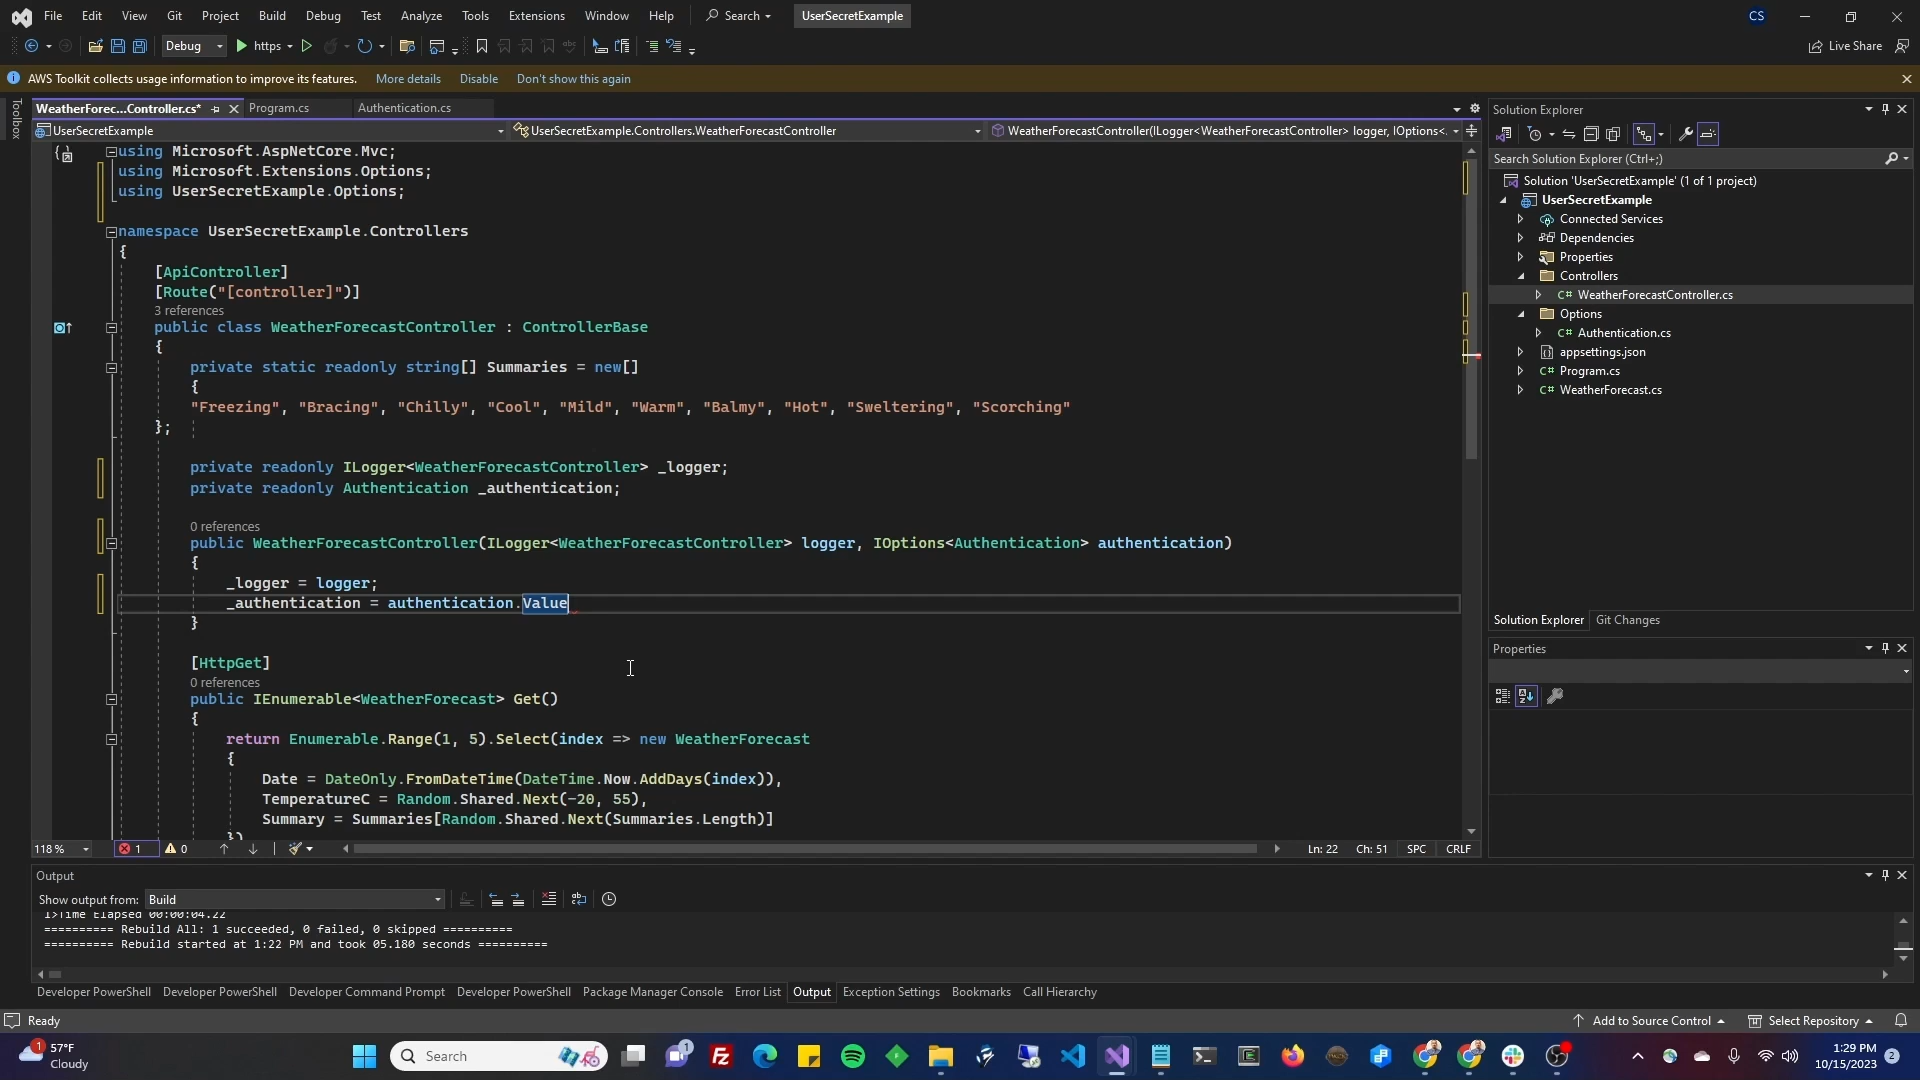 File Edit View Git Project Build Debug Test Analyze Tools Extensions Window Help Search UserSecretExample CS
Debug https Live Share
AWS Toolkit collects usage information to improve its features. More details Disable Don't show this again
Toolbox
WeatherForec...Controller.cs* Program.cs Authentication.cs
UserSecretExample UserSecretExample.Controllers.WeatherForecastController WeatherForecastController(ILogger<WeatherForecastController> logger, IOptions<.
using Microsoft.AspNetCore.Mvc;
using Microsoft.Extensions.Options;
using UserSecretExample.Options;
namespace UserSecretExample.Controllers
{
[ApiController]
[Route("[controller]")]
3 references
public class WeatherForecastController : ControllerBase
{
private static readonly string[] Summaries = new[]
{
"Freezing", "Bracing", "Chilly", "Cool", "Mild", "Warm", "Balmy", "Hot", "Sweltering", "Scorching"
};
private readonly ILogger<WeatherForecastController> _logger;
private readonly Authentication _authentication;
0 references
public WeatherForecastController(ILogger<WeatherForecastController> logger, IOptions<Authentication> authentication)
{
_logger = logger;
_authentication = authentication.Value
}
[HttpGet]
0 references
public IEnumerable<WeatherForecast> Get()
{
return Enumerable.Range(1, 5).Select(index => new WeatherForecast
{
Date = DateOnly.FromDateTime(DateTime.Now.AddDays(index)),
TemperatureC = Random.Shared.Next(-20, 55),
Summary = Summaries[Random.Shared.Next(Summaries.Length)]
})
118 % 1 0 Ln: 22 Ch: 51 SPC CRLF
Solution Explorer
Search Solution Explorer (Ctrl+;)
Solution 'UserSecretExample' (1 of 1 project)
UserSecretExample
Connected Services
Dependencies
Properties
Controllers
C# WeatherForecastController.cs
Options
C# Authentication.cs
appsettings.json
C# Program.cs
C# WeatherForecast.cs
Solution Explorer Git Changes
Properties
Output
Show output from: Build
1>Time Elapsed 00:00:04.22
========== Rebuild All: 1 succeeded, 0 failed, 0 skipped ==========
========== Rebuild started at 1:22 PM and took 05.180 seconds ==========
Developer PowerShell Developer PowerShell Developer Command Prompt Developer PowerShell Package Manager Console Error List Output Exception Settings Bookmarks Call Hierarchy
Ready Add to Source Control Select Repository
1 57°F
Cloudy
Search
1
1:29 PM
10/15/2023
2